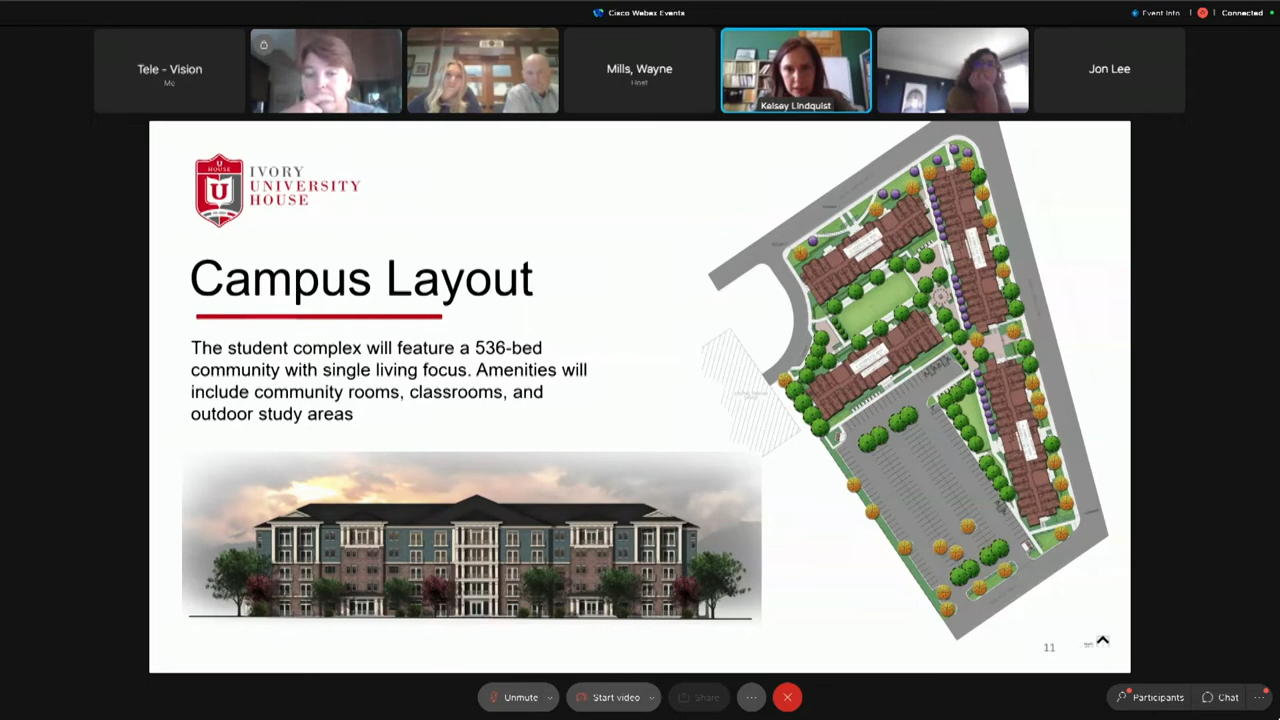 Cisco Webex Events
Event Info
Connected
Tele - Vision
Me
Mills, Wayne
Host
Kelsey Lindquist
Jon Lee
U
HOUSE
U
IVORY
UNIVERSITY
HOUSE
Campus Layout
The student complex will feature a 536-bed
community with single living focus. Amenities will
include community rooms, classrooms, and
outdoor study areas
11
Unmute
Start video
Share
Participants
Chat